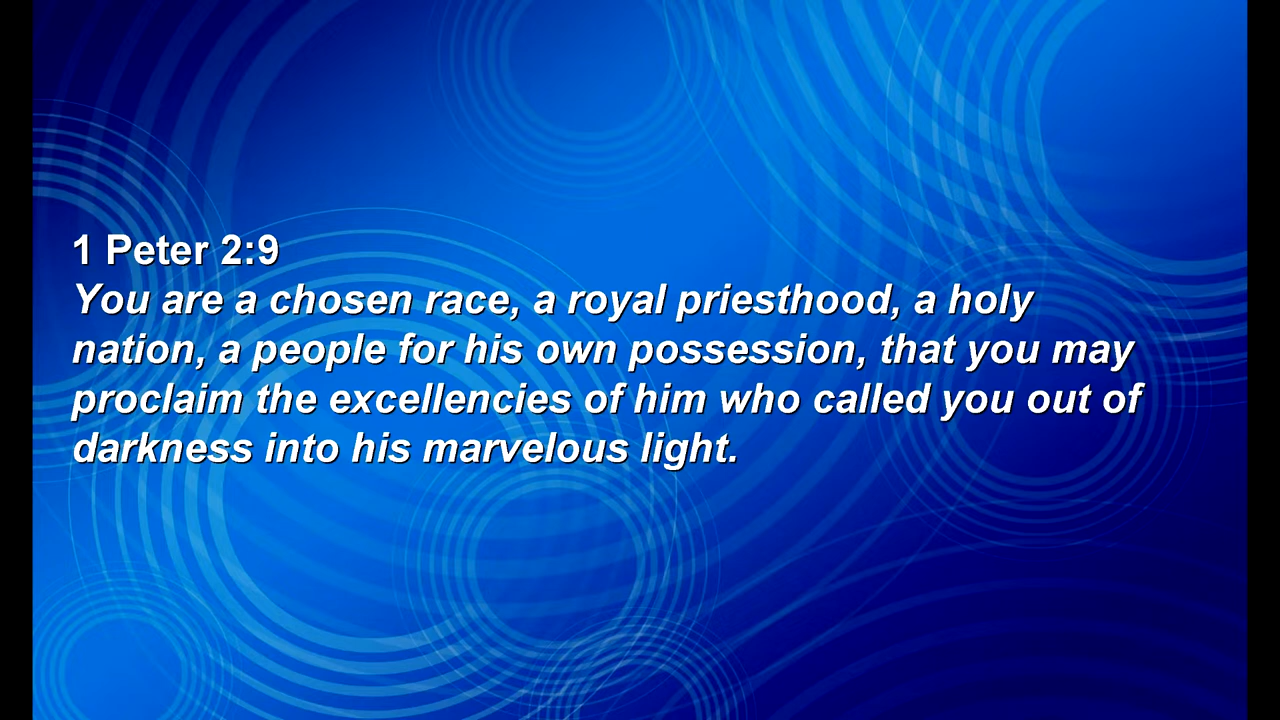 1 Peter 2:9
You are a chosen race, a royal priesthood, a holy
nation, a people for his own possession, that you may
proclaim the excellencies of him who called you out of
darkness into his marvelous light.